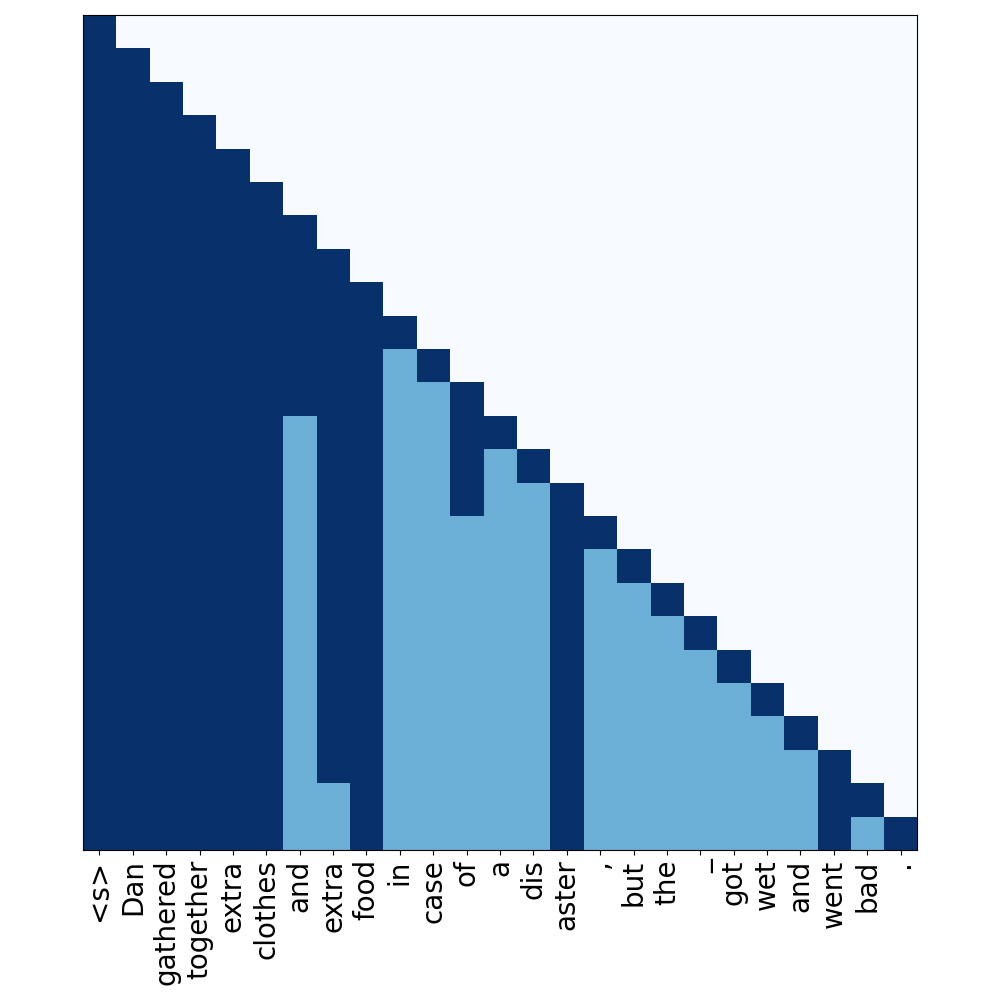 <s>
Dan
gathered
together
extra
clothes
and
extra
food
in
case
of
a
dis
aster
,
but
the
_
got
wet
and
went
bad
.